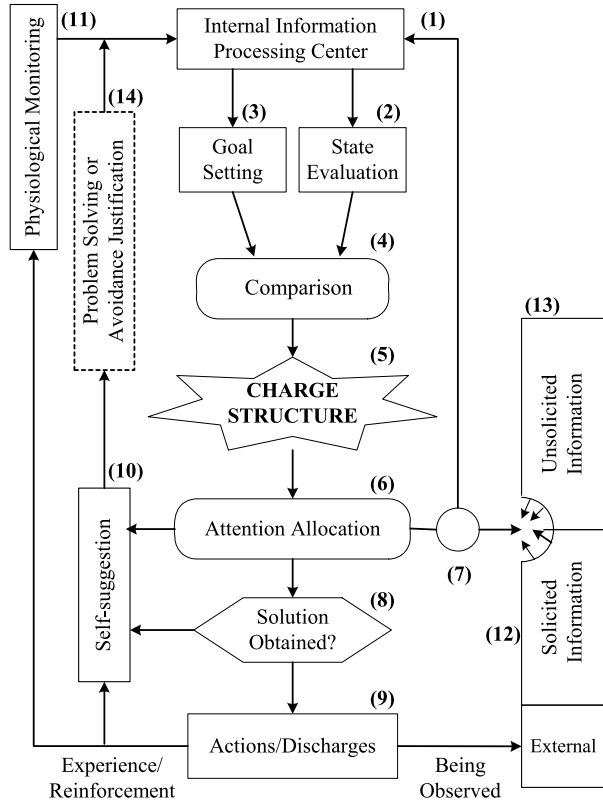 (11)
Internal Information
Processing Center
(1)
Physiological Monitoring
(14)
(3)
(2)
Goal
Setting
State
Evaluation
Problem Solving or
Avoidance Justification
(4)
Comparison
(13)
(5)
CHARGE
STRUCTURE
Unsolicited
Information
(10)
(6)
Attention Allocation
(7)
Self-suggestion
(8)
Solution
Obtained?
(12)
Solicited
Information
(9)
Actions/Discharges
External
Experience/
Reinforcement
Being
Observed